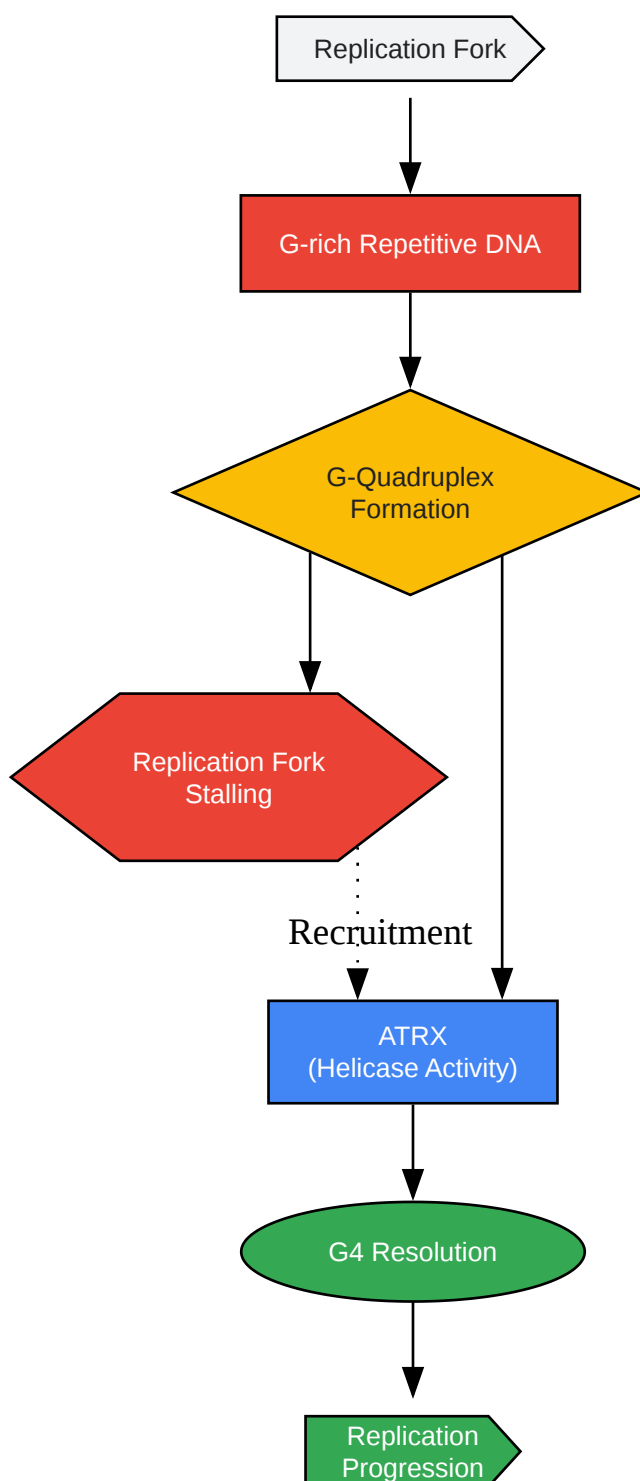 Replication Fork
G-rich Repetitive DNA
G-Quadruplex
Formation
Replication Fork
Stalling
Recruitment
ATRX
(Helicase Activity)
G4 Resolution
Replication
Progression